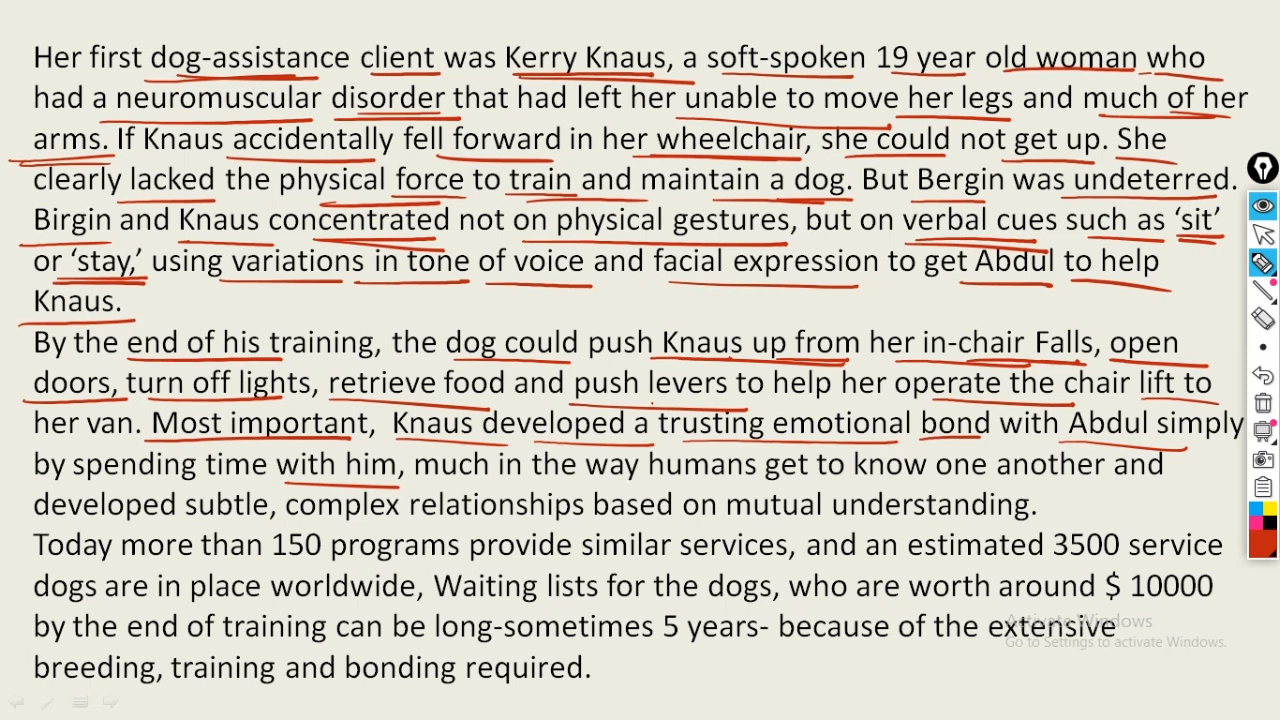 Her first dog-assistance client was Kerry Knaus, a soft-spoken 19 year old woman who
had a neuromuscular disorder that had left her unable to move her legs and much of her
arms. If Knaus accidentally fell forward in her wheelchair, she could not get up. She
clearly lacked the physical force to train and maintain a dog. But Bergin was undeterred.
Birgin and Knaus concentrated not on physical gestures, but on verbal cues such as ‘sit’
or ‘stay,’ using variations in tone of voice and facial expression to get Abdul to help
Knaus.
By the end of his training, the dog could push Knaus up from her in-chair Falls, open
doors, turn off lights, retrieve food and push levers to help her operate the chair lift to
her van. Most important, Knaus developed a trusting emotional bond with Abdul simply
by spending time with him, much in the way humans get to know one another and
developed subtle, complex relationships based on mutual understanding.
Today more than 150 programs provide similar services, and an estimated 3500 service
dogs are in place worldwide, Waiting lists for the dogs, who are worth around $ 10000
by the end of training can be long-sometimes 5 years- because of the extensive
breeding, training and bonding required.
Activate Windows
Go to Settings to activate Windows.